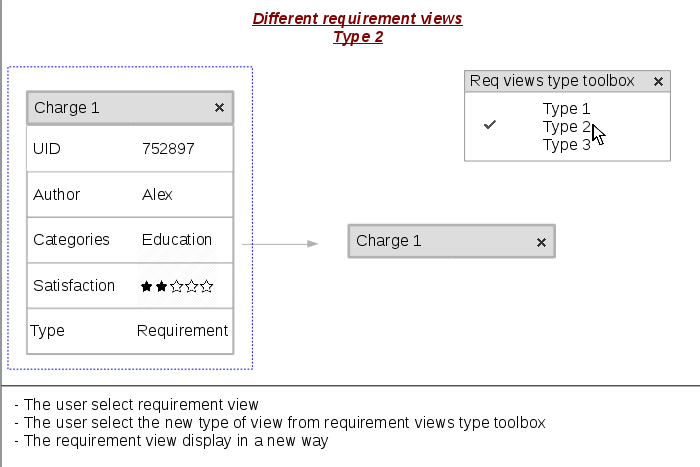 Different requirement views
Type 2
Charge 1
UID 752897
Author Alex
Categories Education
Satisfaction
Type Requirement
Req views type toolbox
Type 1
Type 2
Type 3
Charge 1
- The user select requirement view
- The user select the new type of view from requirement views type toolbox
- The requirement view display in a new way